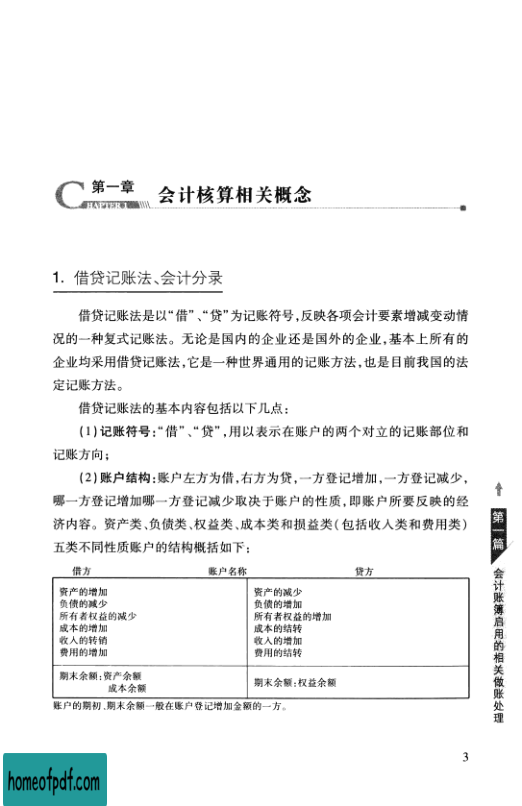 第一章
CHAPTER 1
会计核算相关概念
1. 借贷记账法、会计分录
借贷记账法是以“借”、“贷”为记账符号,反映各项会计要素增减变动情
况的一种复式记账法。无论是国内的企业还是国外的企业,基本上所有的
企业均采用借贷记账法,它是一种世界通用的记账方法,也是目前我国的法
定记账方法。
借贷记账法的基本内容包括以下几点:
(1)记账符号:“借”、“贷”,用以表示在账户的两个对立的记账部位和
记账方向;
(2)账户结构:账户左方为借,右方为贷,一方登记增加,一方登记减少,
哪一方登记增加哪一方登记减少取决于账户的性质,即账户所要反映的经
济内容。资产类、负债类、权益类、成本类和损益类(包括收入类和费用类)
五类不同性质账户的结构概括如下:
借方 账户名称 贷方
资产的增加 资产的减少
负债的减少 负债的增加
所有者权益的减少 所有者权益的增加
成本的增加 成本的结转
收入的转销 收入的增加
费用的增加 费用的结转
期末余额:资产余额 期末余额:权益余额
成本余额
账户的期初、期末余额一般在账户登记增加金额的一方。
第一篇
会计账簿启用的相关做账处理
3
homeofpdf.com